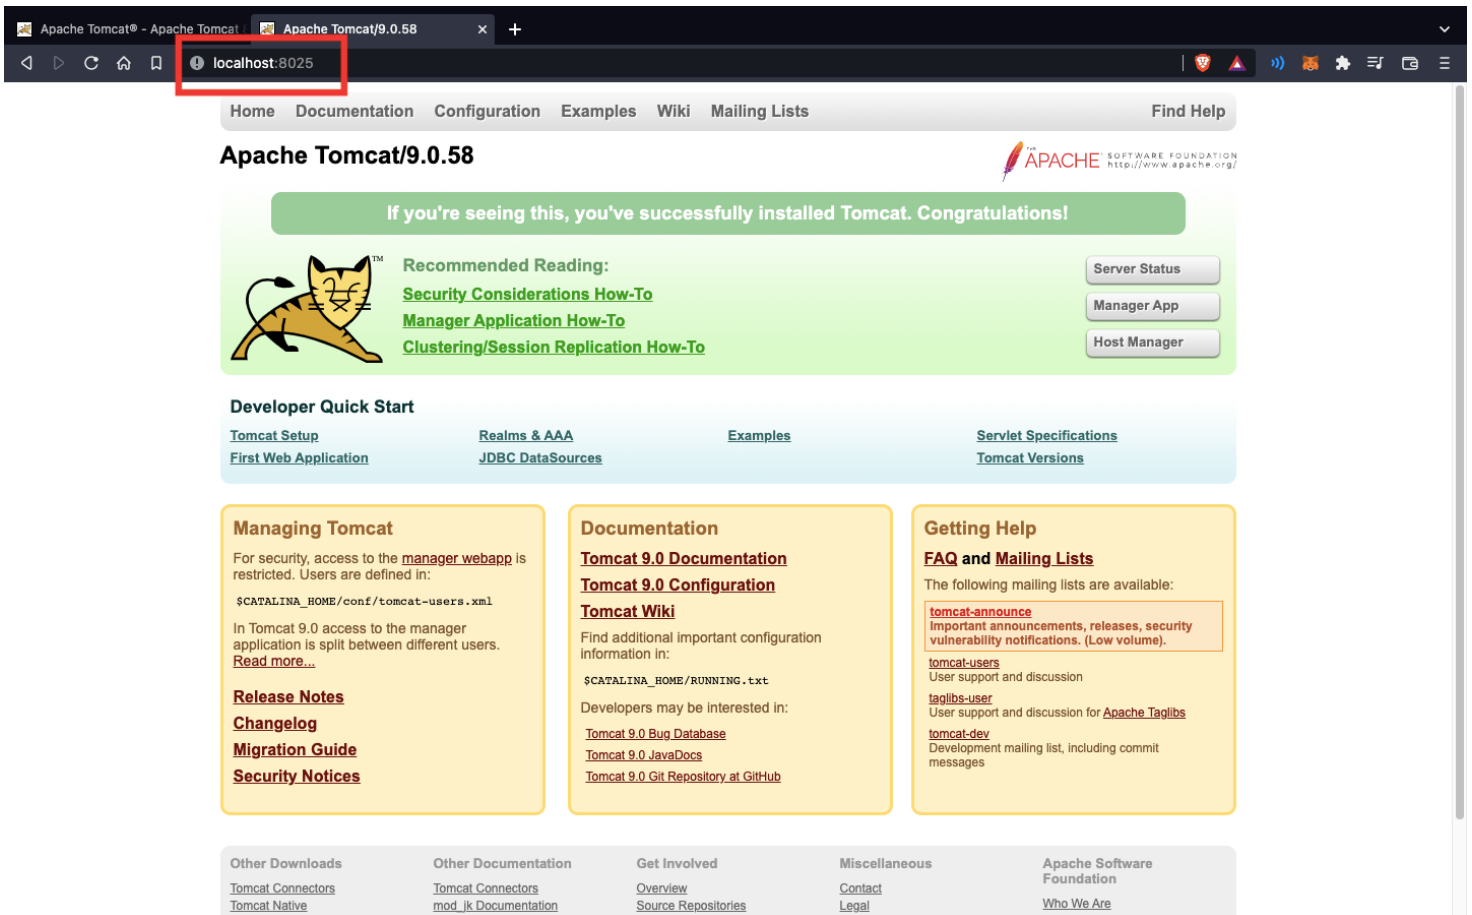 Apache Tomcat® - Apache Tomcat
Apache Tomcat/9.0.58
localhost:8025
Home Documentation Configuration Examples Wiki Mailing Lists Find Help
Apache Tomcat/9.0.58
THE
APACHE SOFTWARE FOUNDATION
http://www.apache.org/
If you're seeing this, you've successfully installed Tomcat. Congratulations!
TM
Recommended Reading:
Security Considerations How-To
Manager Application How-To
Clustering/Session Replication How-To
Server Status
Manager App
Host Manager
Developer Quick Start
Tomcat Setup
First Web Application
Realms & AAA
JDBC DataSources
Examples
Servlet Specifications
Tomcat Versions
Managing Tomcat
For security, access to the manager webapp is
restricted. Users are defined in:
$CATALINA_HOME/conf/tomcat-users.xml
In Tomcat 9.0 access to the manager
application is split between different users.
Read more...
Release Notes
Changelog
Migration Guide
Security Notices
Documentation
Tomcat 9.0 Documentation
Tomcat 9.0 Configuration
Tomcat Wiki
Find additional important configuration
information in:
$CATALINA_HOME/RUNNING.txt
Developers may be interested in:
Tomcat 9.0 Bug Database
Tomcat 9.0 JavaDocs
Tomcat 9.0 Git Repository at GitHub
Getting Help
FAQ and Mailing Lists
The following mailing lists are available:
tomcat-announce
Important announcements, releases, security
vulnerability notifications. (Low volume).
tomcat-users
User support and discussion
taglibs-user
User support and discussion for Apache Taglibs
tomcat-dev
Development mailing list, including commit
messages
Other Downloads
Tomcat Connectors
Tomcat Native
Other Documentation
Tomcat Connectors
mod_jk Documentation
Get Involved
Overview
Source Repositories
Miscellaneous
Contact
Legal
Apache Software
Foundation
Who We Are